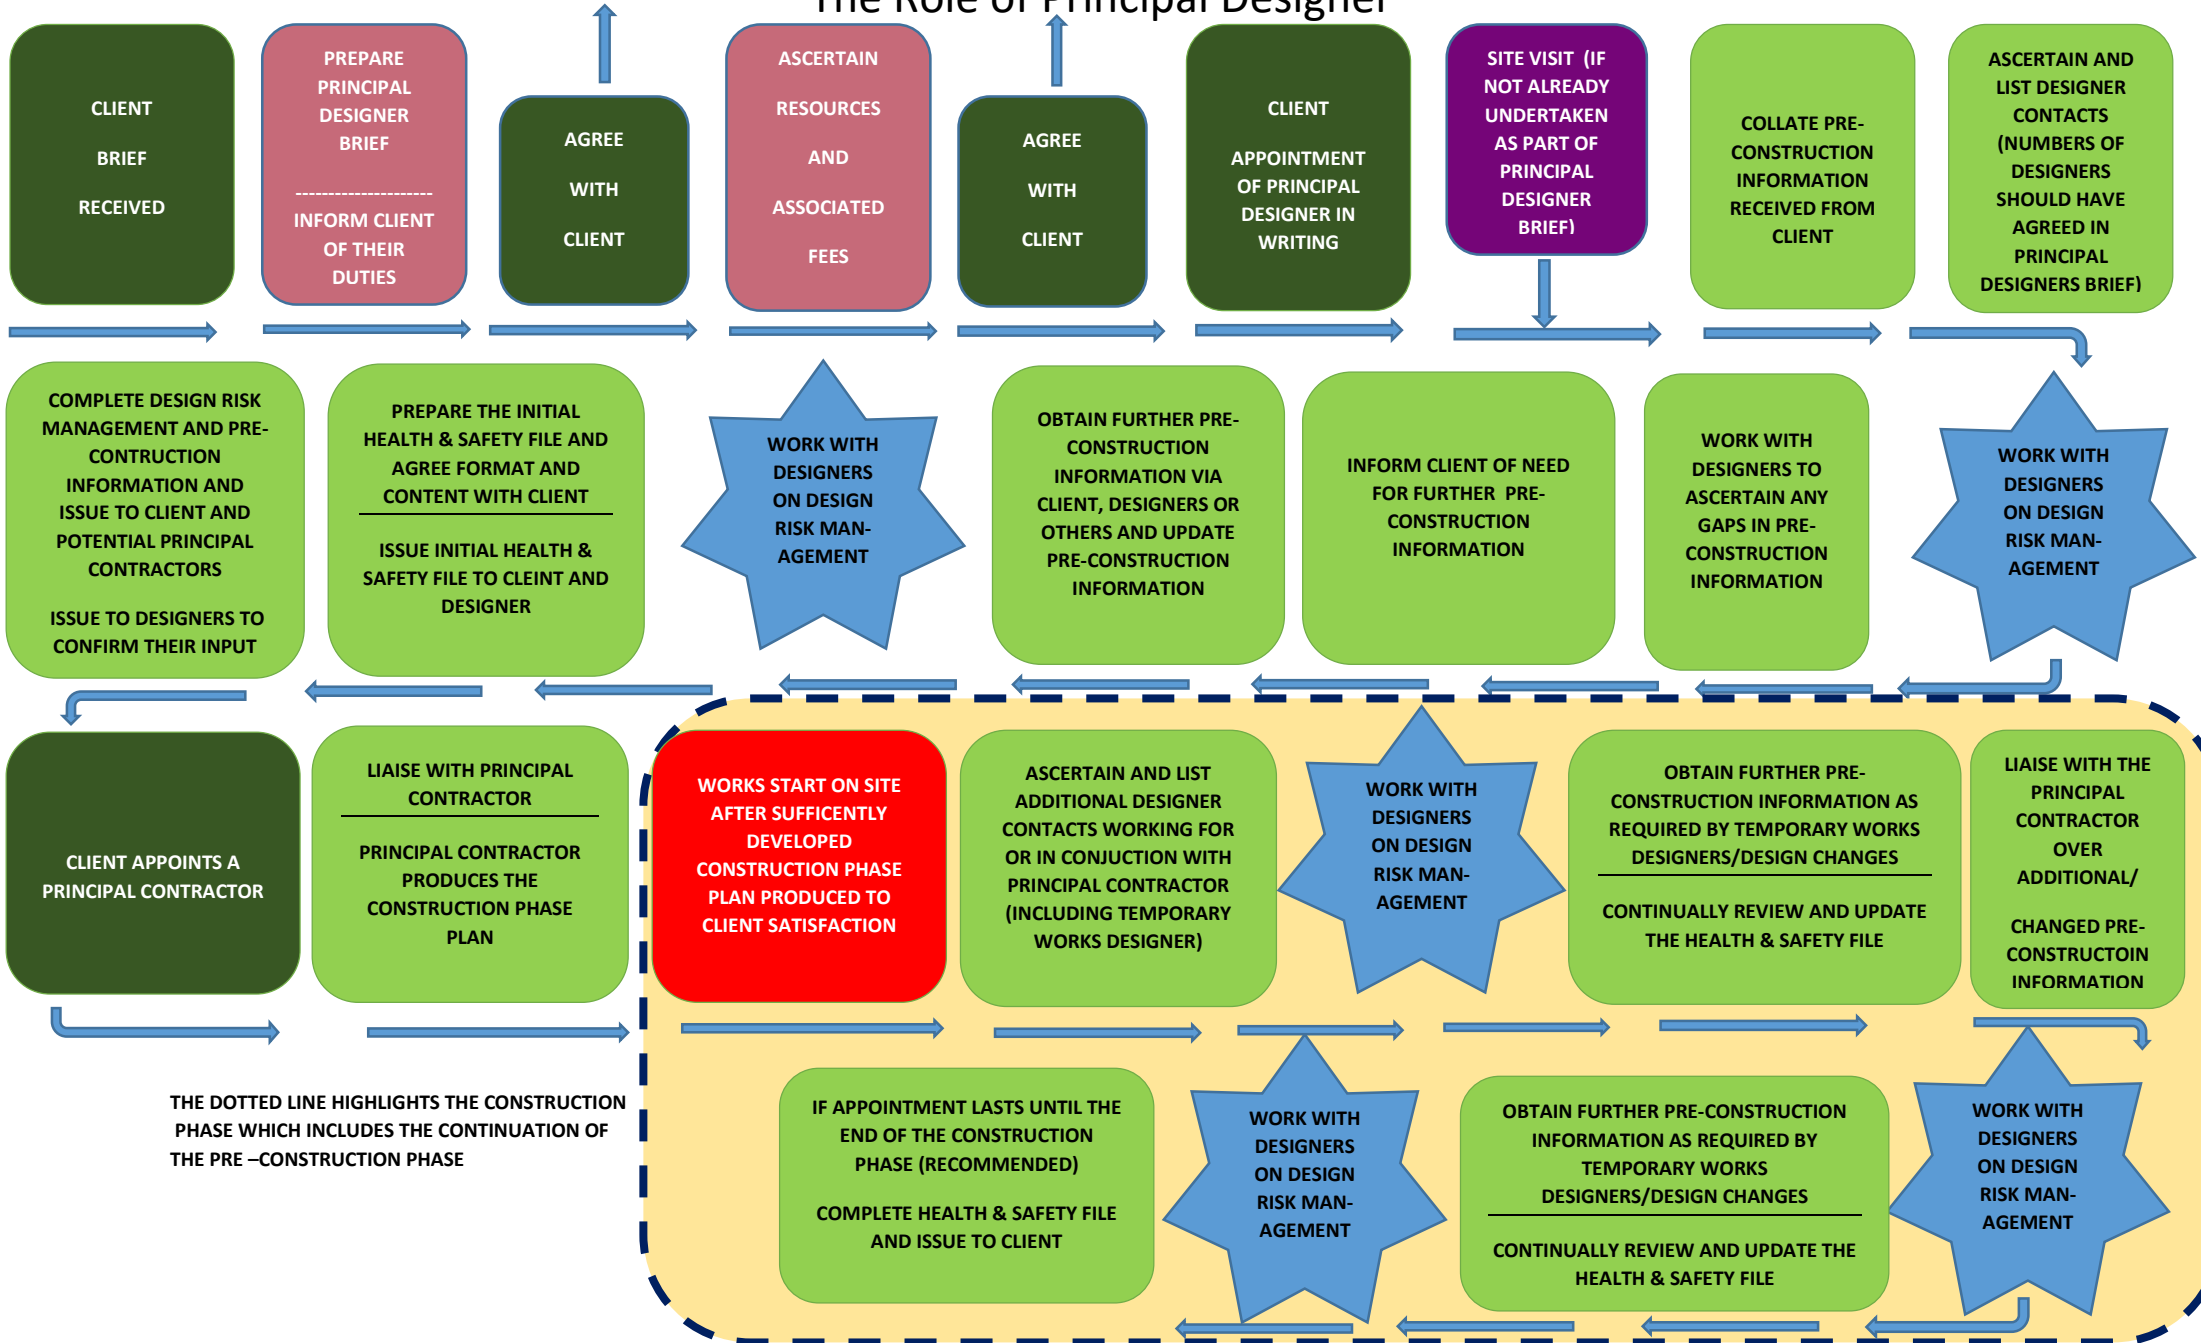 The Role of Principal Designer
CLIENT
BRIEF
RECEIVED
PREPARE
PRINCIPAL
DESIGNER
BRIEF
---------------------
INFORM CLIENT
OF THEIR
DUTIES
AGREE
WITH
CLIENT
ASCERTAIN
RESOURCES
AND
ASSOCIATED
FEES
AGREE
WITH
CLIENT
CLIENT
APPOINTMENT
OF PRINCIPAL
DESIGNER IN
WRITING
SITE VISIT (IF
NOT ALREADY
UNDERTAKEN
AS PART OF
PRINCIPAL
DESIGNER
BRIEF)
COLLATE PRE-
CONSTRUCTION
INFORMATION
RECEIVED FROM
CLIENT
ASCERTAIN AND
LIST DESIGNER
CONTACTS
(NUMBERS OF
DESIGNERS
SHOULD HAVE
AGREED IN
PRINCIPAL
DESIGNERS BRIEF)
WORK WITH
DESIGNERS
ON DESIGN
RISK MAN-
AGEMENT
WORK WITH
DESIGNERS TO
ASCERTAIN ANY
GAPS IN PRE-
CONSTRUCTION
INFORMATION
INFORM CLIENT OF NEED
FOR FURTHER PRE-
CONSTRUCTION
INFORMATION
OBTAIN FURTHER PRE-
CONSTRUCTION
INFORMATION VIA
CLIENT, DESIGNERS OR
OTHERS AND UPDATE
PRE-CONSTRUCTION
INFORMATION
WORK WITH
DESIGNERS
ON DESIGN
RISK MAN-
AGEMENT
PREPARE THE INITIAL
HEALTH & SAFETY FILE AND
AGREE FORMAT AND
CONTENT WITH CLIENT
ISSUE INITIAL HEALTH &
SAFETY FILE TO CLEINT AND
DESIGNER
COMPLETE DESIGN RISK
MANAGEMENT AND PRE-
CONTRUCTION
INFORMATION AND
ISSUE TO CLIENT AND
POTENTIAL PRINCIPAL
CONTRACTORS
ISSUE TO DESIGNERS TO
CONFIRM THEIR INPUT
CLIENT APPOINTS A
PRINCIPAL CONTRACTOR
LIAISE WITH PRINCIPAL
CONTRACTOR
PRINCIPAL CONTRACTOR
PRODUCES THE
CONSTRUCTION PHASE
PLAN
WORKS START ON SITE
AFTER SUFFICENTLY
DEVELOPED
CONSTRUCTION PHASE
PLAN PRODUCED TO
CLIENT SATISFACTION
ASCERTAIN AND LIST
ADDITIONAL DESIGNER
CONTACTS WORKING FOR
OR IN CONJUCTION WITH
PRINCIPAL CONTRACTOR
(INCLUDING TEMPORARY
WORKS DESIGNER)
WORK WITH
DESIGNERS
ON DESIGN
RISK MAN-
AGEMENT
OBTAIN FURTHER PRE-
CONSTRUCTION INFORMATION AS
REQUIRED BY TEMPORARY WORKS
DESIGNERS/DESIGN CHANGES
CONTINUALLY REVIEW AND UPDATE
THE HEALTH & SAFETY FILE
LIAISE WITH THE
PRINCIPAL
CONTRACTOR
OVER
ADDITIONAL/
CHANGED PRE-
CONSTRUCTOIN
INFORMATION
WORK WITH
DESIGNERS
ON DESIGN
RISK MAN-
AGEMENT
OBTAIN FURTHER PRE-CONSTRUCTION
INFORMATION AS REQUIRED BY
TEMPORARY WORKS
DESIGNERS/DESIGN CHANGES
CONTINUALLY REVIEW AND UPDATE THE
HEALTH & SAFETY FILE
WORK WITH
DESIGNERS
ON DESIGN
RISK MAN-
AGEMENT
IF APPOINTMENT LASTS UNTIL THE
END OF THE CONSTRUCTION
PHASE (RECOMMENDED)
COMPLETE HEALTH & SAFETY FILE
AND ISSUE TO CLIENT
THE DOTTED LINE HIGHLIGHTS THE CONSTRUCTION
PHASE WHICH INCLUDES THE CONTINUATION OF
THE PRE –CONSTRUCTION PHASE